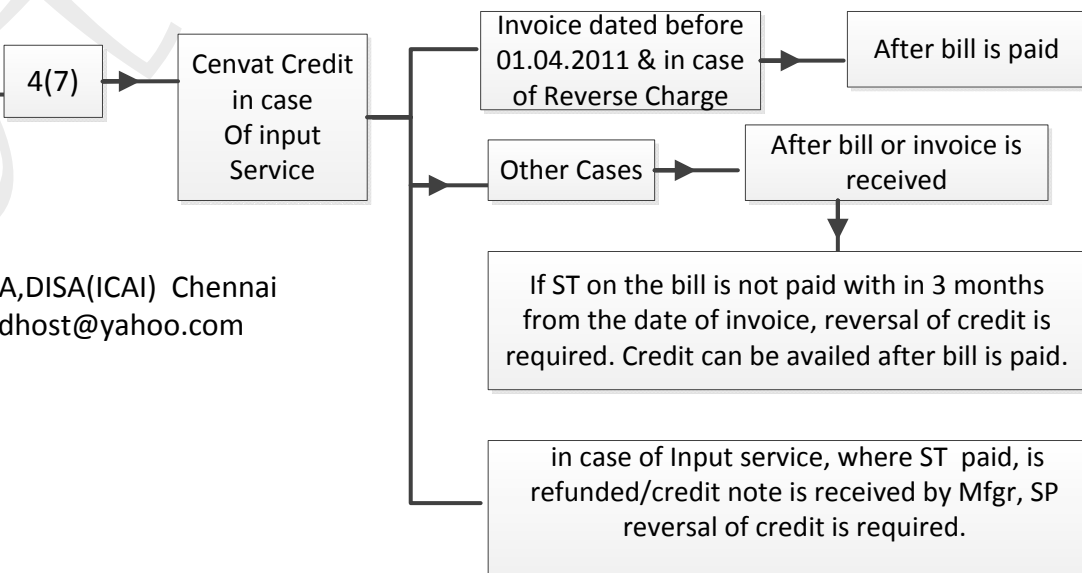 4(7)
Cenvat Credit
in case
Of input
Service
Invoice dated before
01.04.2011 & in case
of Reverse Charge
After bill is paid
Other Cases
After bill or invoice is
received
If ST on the bill is not paid with in 3 months
from the date of invoice, reversal of credit is
required. Credit can be availed after bill is paid.
in case of Input service, where ST paid, is
refunded/credit note is received by Mfgr, SP
reversal of credit is required.
A,DISA(ICAI) Chennai
dhost@yahoo.com